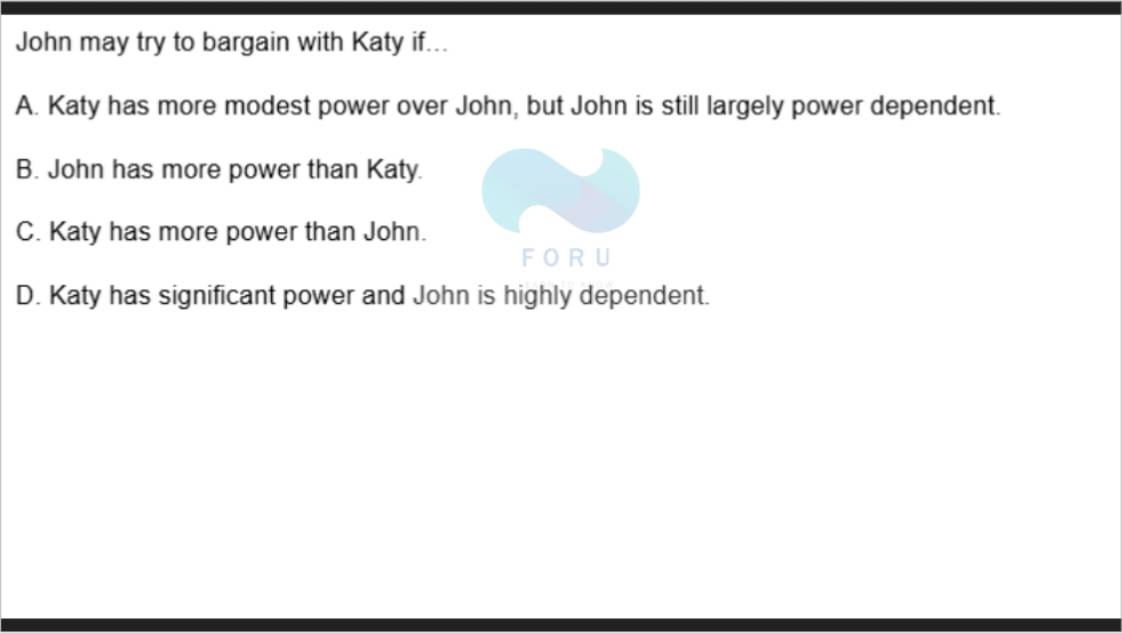 John may try to bargain with Katy if...
A. Katy has more modest power over John, but John is still largely power dependent.
B. John has more power than Katy.
FORU
C. Katy has more power than John.
D. Katy has significant power and John is highly dependent.